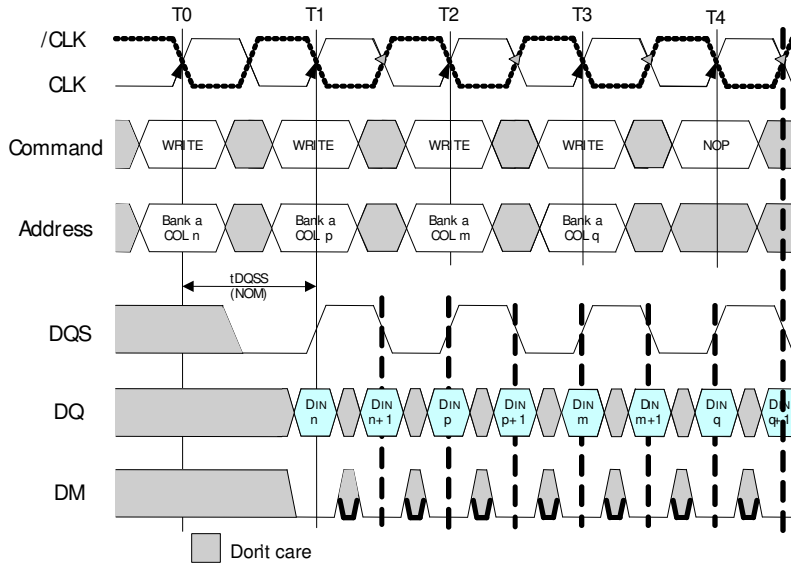 T0 T1 T2 T3 T4
/CLK
CLK
Command WRITE WRITE WRITE WRITE NOP
Address Bank a COL n Bank a COL p Bank a COL m Bank a COL q
tDQSS
(NOM)
DQS
DQ DIN n DIN n+1 DIN p DIN p+1 DIN m DIN m+1 DIN q DIN q+1
DM
Don't care